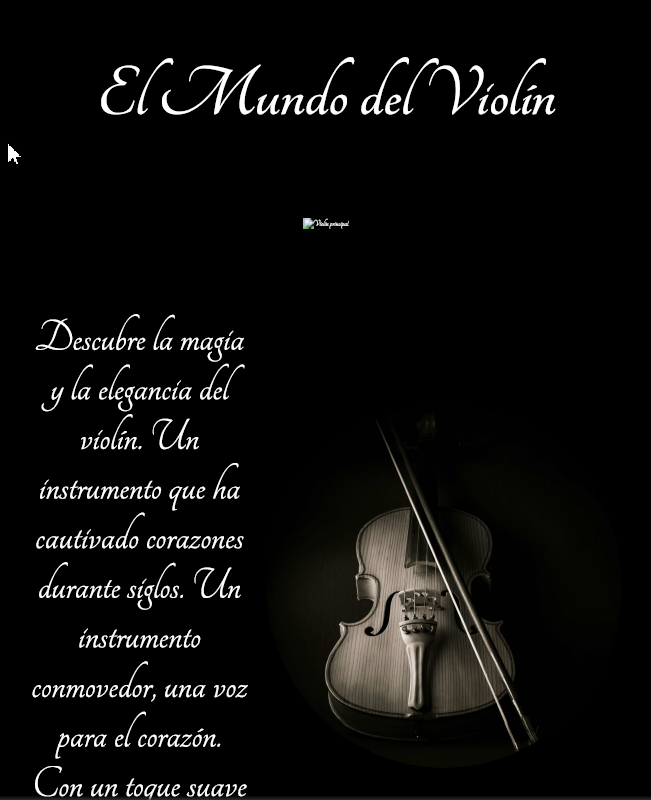 El Mundo del Violín
Violín principal
Descubre la magia
y la elegancia del
violín. Un
instrumento que ha
cautivado corazones
durante siglos. Un
instrumento
conmovedor, una voz
para el corazón.
Con un toque suave